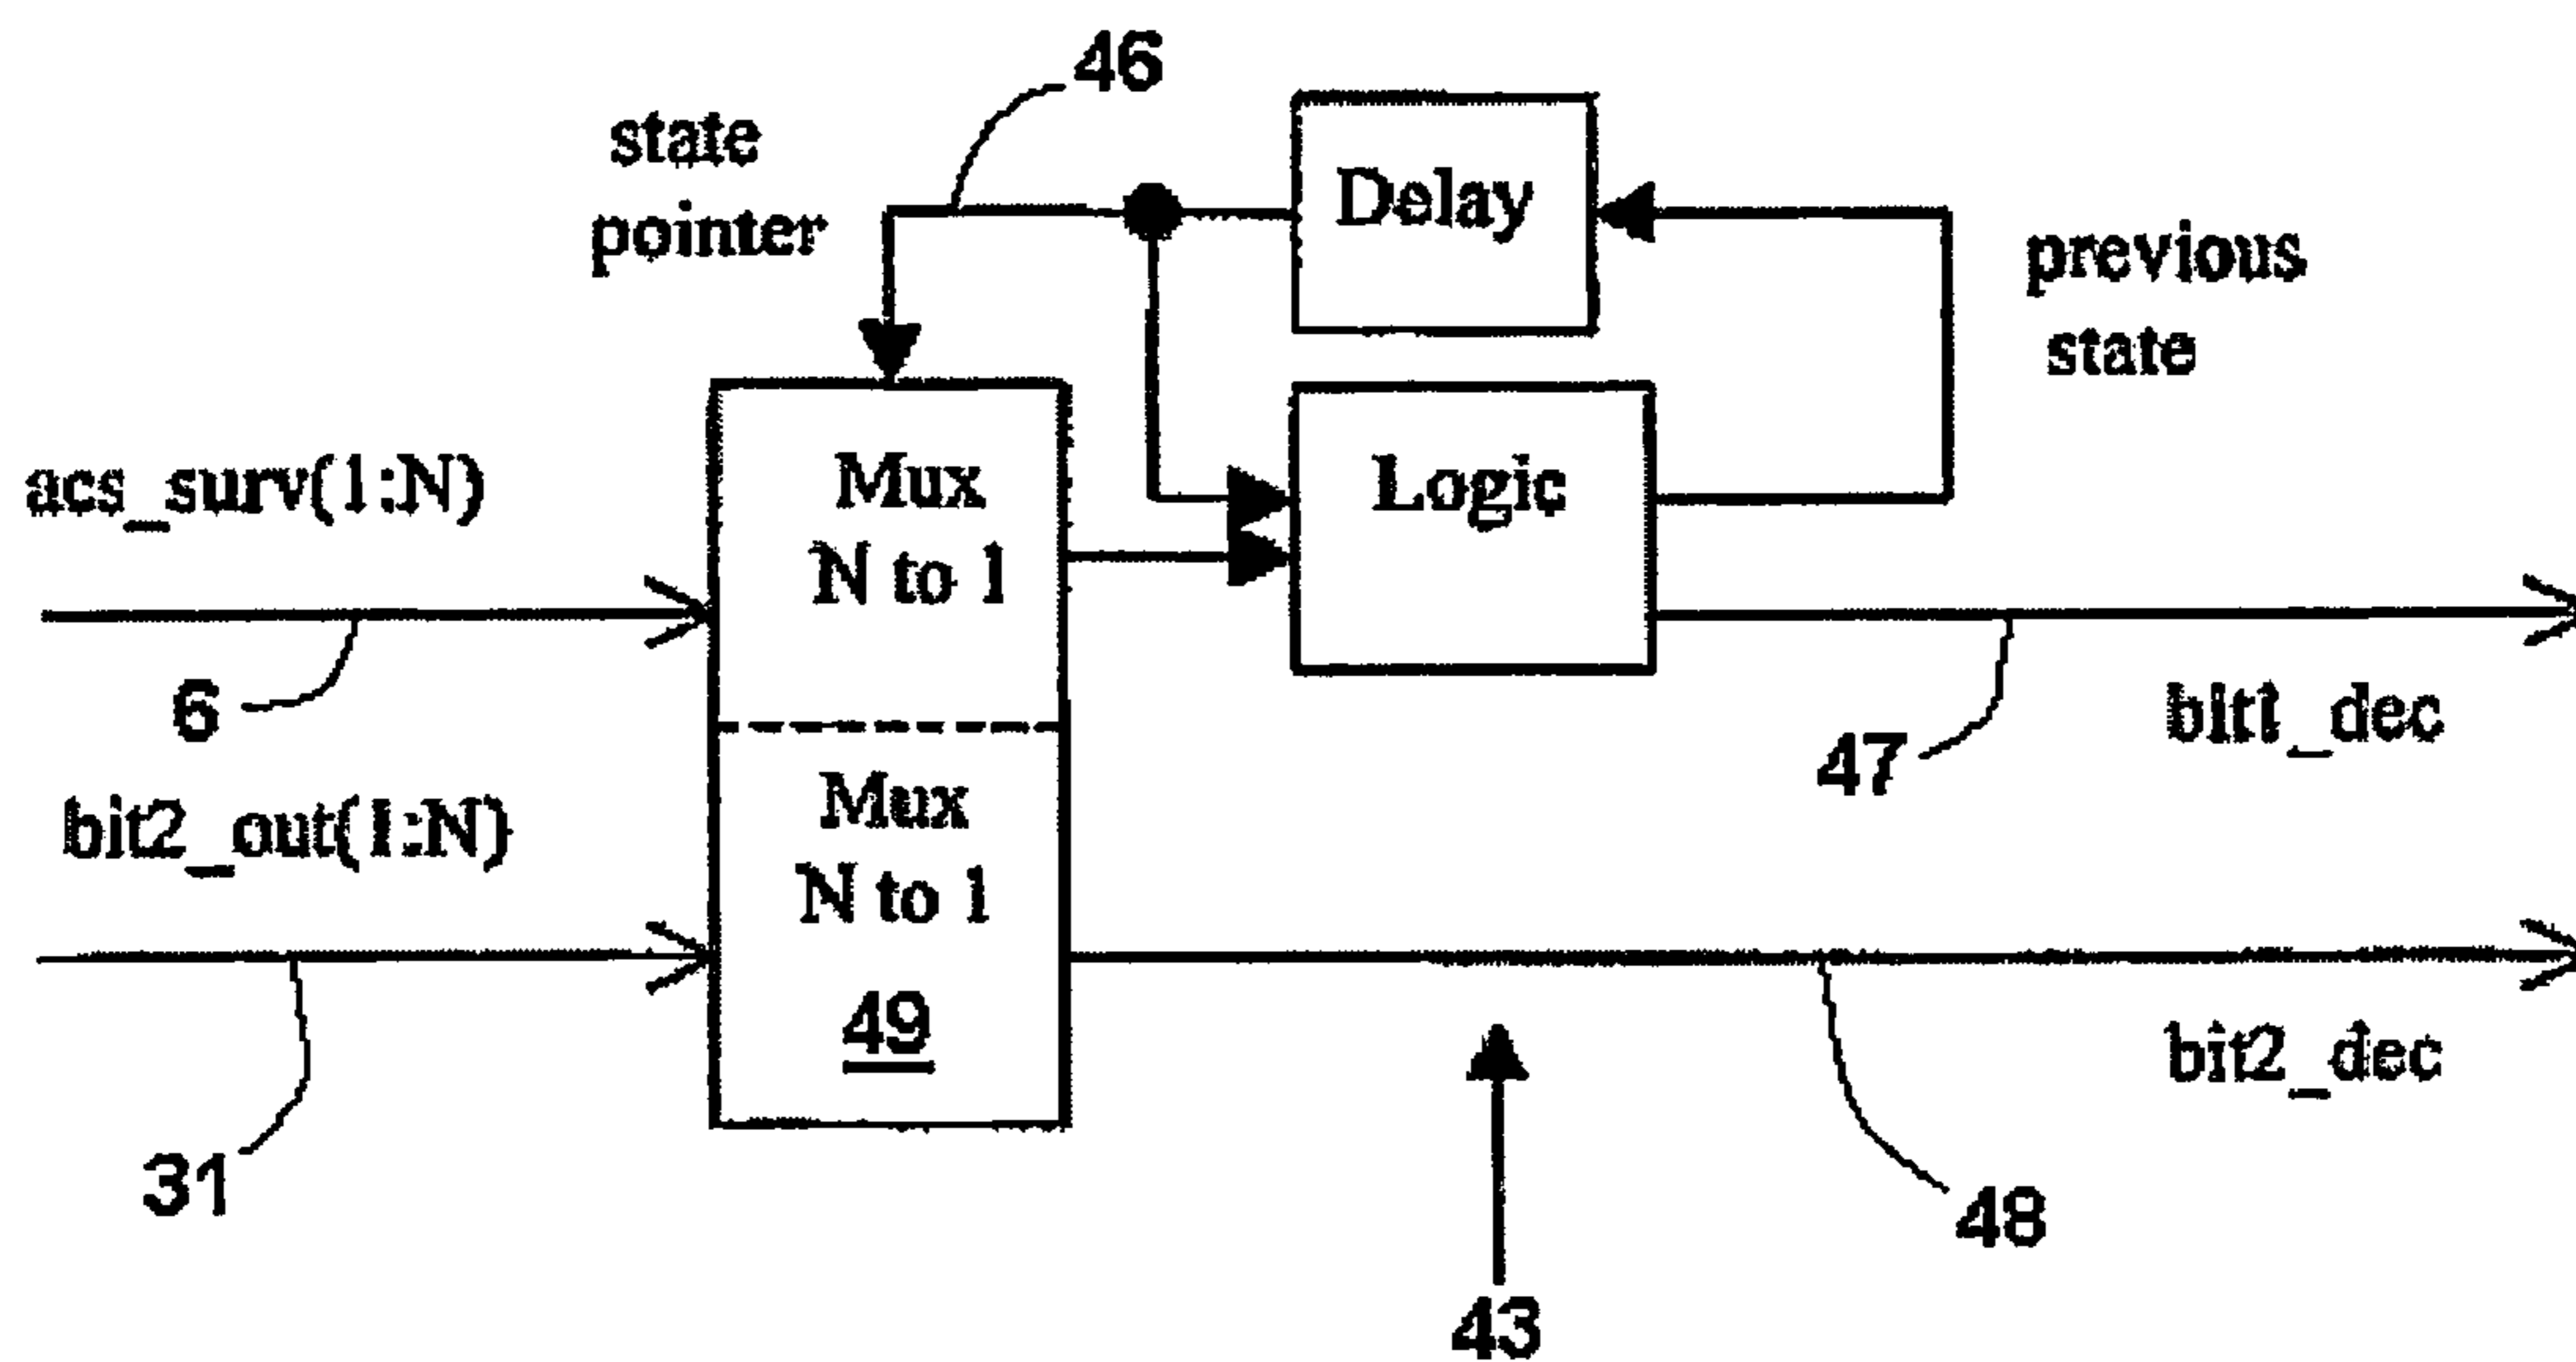 46
state
pointer
Delay
previous
state
acs_surv(1:N)
Mux
N to 1
Logic
6
bit1_dec
47
bit2_out(1:N)
Mux
N to 1
49
bit2_dec
31
48
43